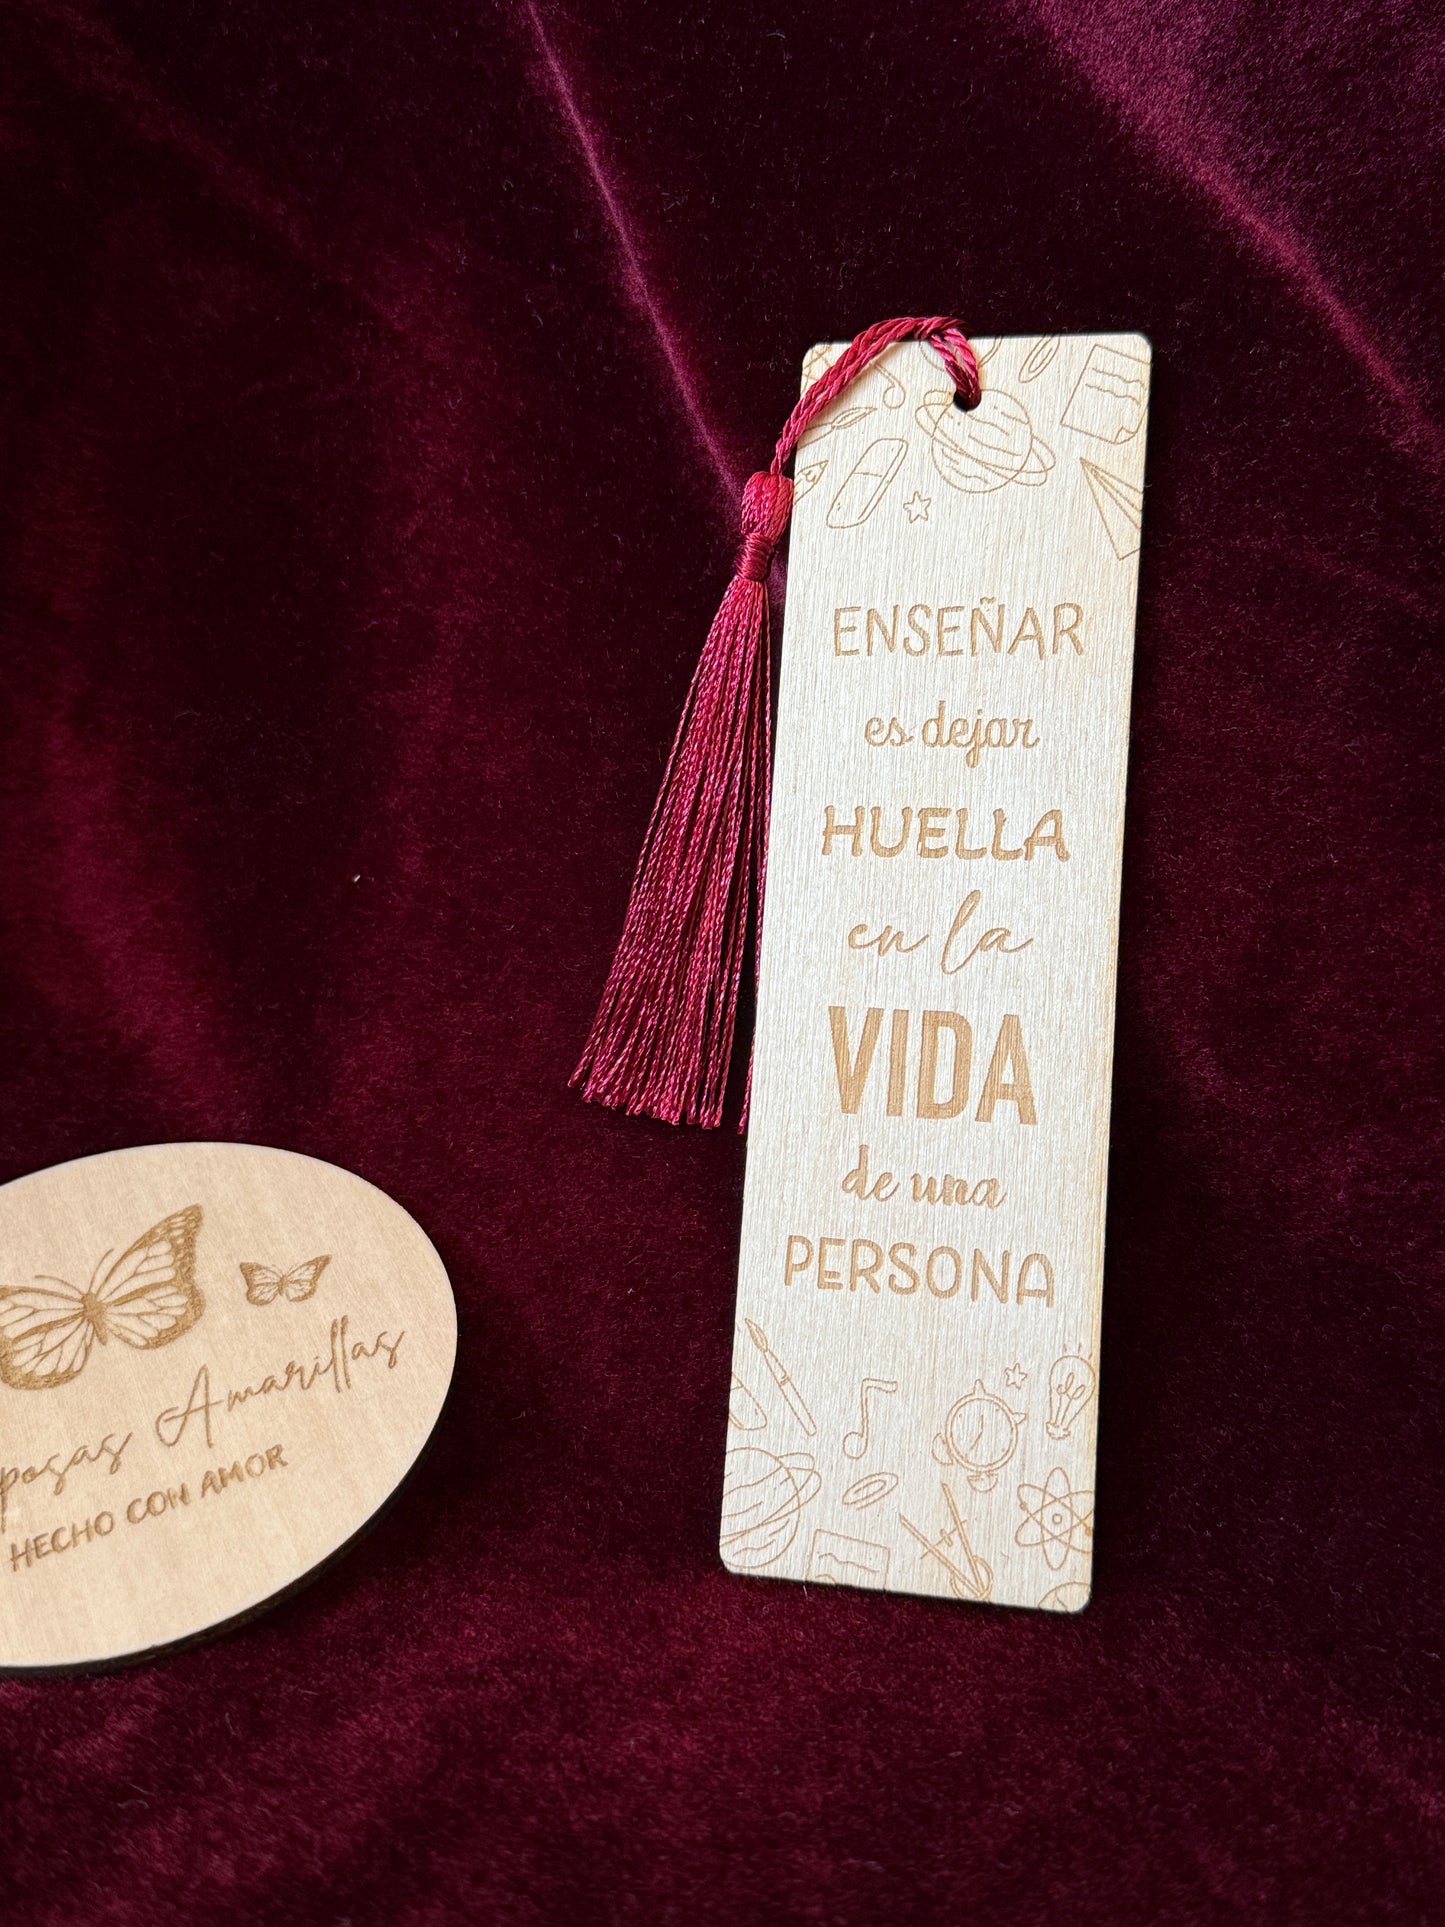 ENSEÑAR
es dejar
HUELLA
en la
VIDA
de una
PERSONA
Amarillas
HECHO CON AMOR